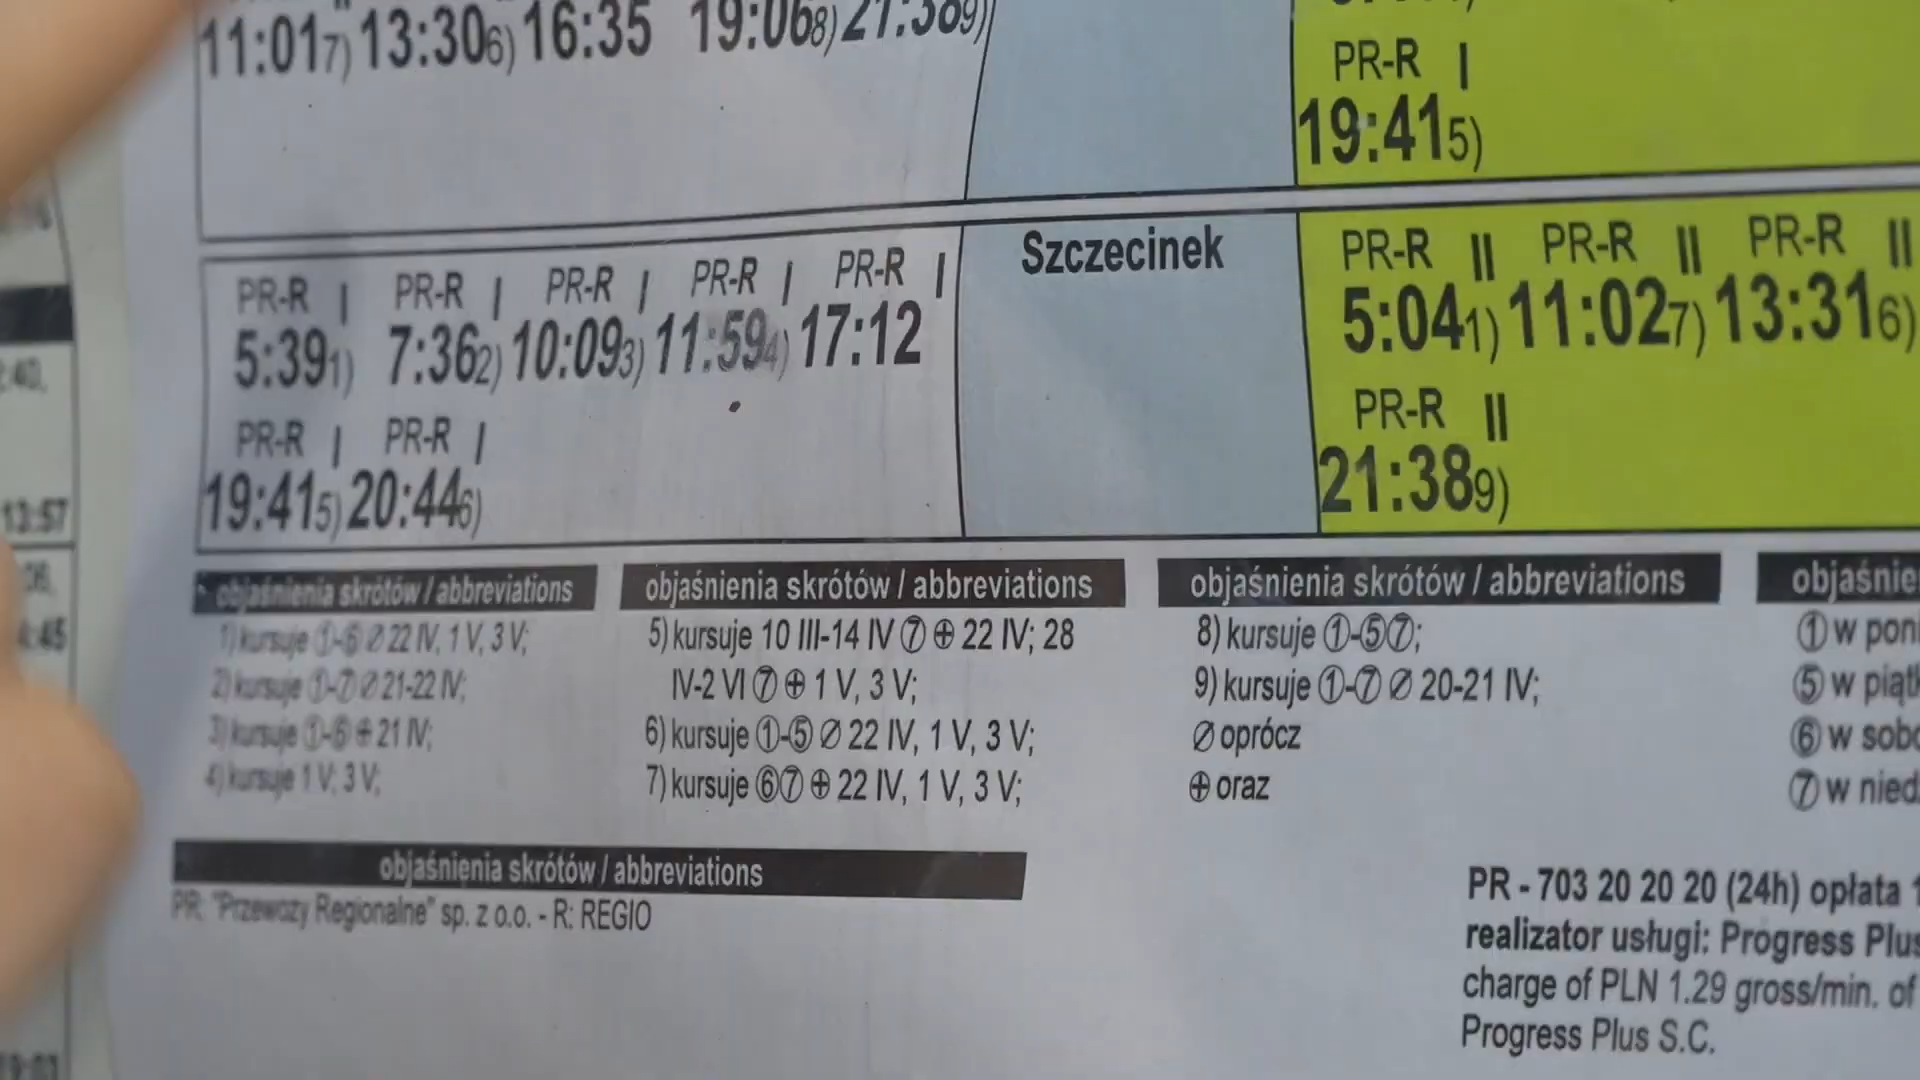 11:01 7) 13:30 6) 16:35 19:06 8) 21:38 9)
PR-R I
19:41 5)
PR-R I PR-R I PR-R I PR-R I PR-R I
5:39 1) 7:36 2) 10:09 3) 11:59 4) 17:12
PR-R I PR-R I
19:41 5) 20:44 6)
Szczecinek
PR-R II PR-R II PR-R II
5:04 1) 11:02 7) 13:31 6)
PR-R II
21:38 9)
13:57
objaśnienia skrótów / abbreviations
1) kursuje ①-⑥ ∅ 22 IV, 1 V, 3 V;
2) kursuje ①-⑦ ∅ 21-22 IV;
3) kursuje ①-⑥ ⊕ 21 IV;
4) kursuje 1 V; 3 V;
objaśnienia skrótów / abbreviations
5) kursuje 10 III-14 IV ⑦ ⊕ 22 IV; 28
IV-2 VI ⑦ ⊕ 1 V, 3 V;
6) kursuje ①-⑤ ∅ 22 IV, 1 V, 3 V;
7) kursuje ⑥⑦ ⊕ 22 IV, 1 V, 3 V;
objaśnienia skrótów / abbreviations
8) kursuje ①-⑤⑦;
9) kursuje ①-⑦ ∅ 20-21 IV;
∅ oprócz
⊕ oraz
① w
⑤ w
⑥ w
⑦ w
objaśnienia skrótów / abbreviations
PR: "Przewozy Regionalne" sp. z o.o. - R: REGIO
PR - 703 20 20 20 (24h) opłata
realizator usługi: Progress Plus
charge of PLN 1.29 gross/min. of
Progress Plus S.C.